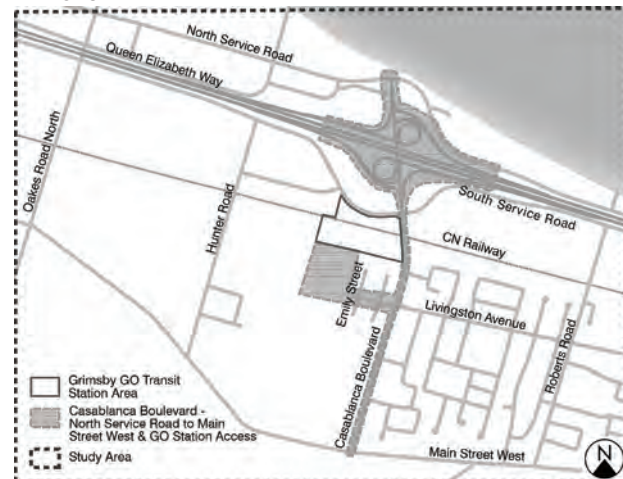 North Service Road
Queen Elizabeth Way
Oakes Road North
Hunter Road
South Service Road
CN Railway
Emily Street
Livingston Avenue
Casablanca Boulevard
Roberts Road
Main Street West
Grimsby GO Transit
Station Area
Casablanca Boulevard -
North Service Road to Main
Street West & GO Station Access
Study Area
N